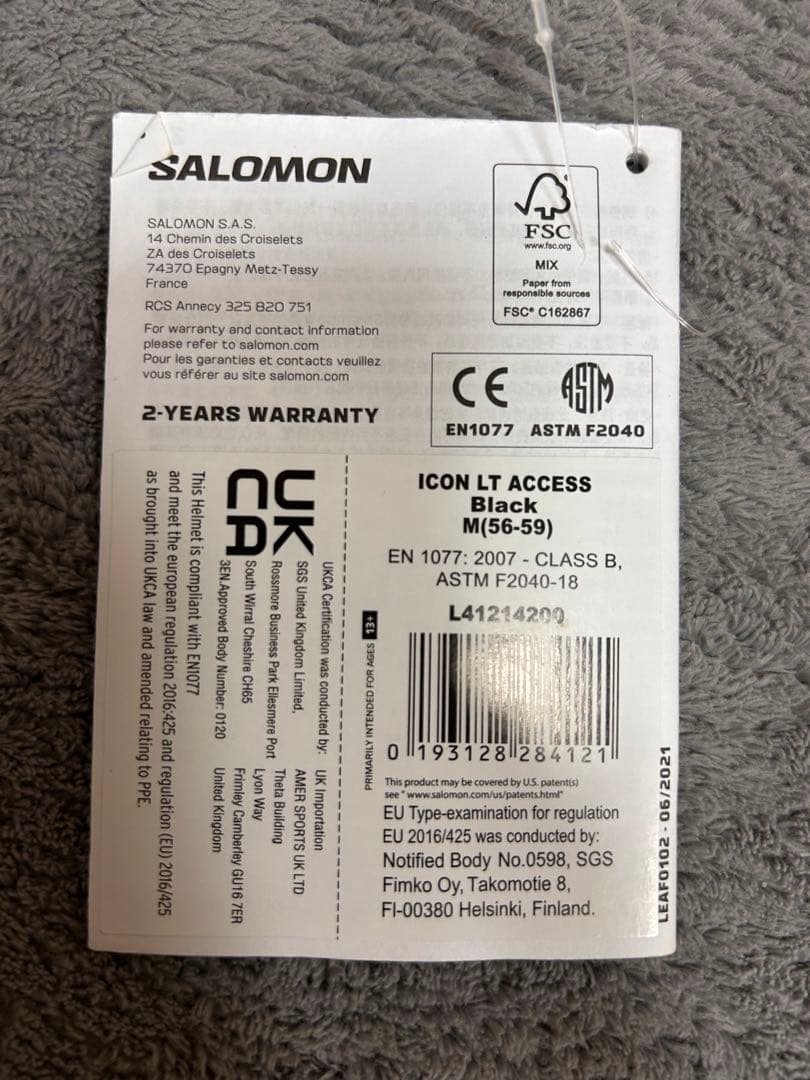 SALOMON
SALOMON S.A.S.
14 Chemin des Croiselets
ZA des Croiselets
74370 Epagny Metz-Tessy
France
RCS Annecy 325 820 751
For warranty and contact information
please refer to salomon.com
Pour les garanties et contacts veuillez
vous référer au site salomon.com
2-YEARS WARRANTY
FSC
www.fsc.org
MIX
Paper from
responsible sources
FSC® C162867
CE
ASTM
EN1077 ASTM F2040
UK
CA
UKCA Certification was conducted by:
SGS United Kingdom Limited,
Rossmore Business Park Ellesmere Port
South Wirral Cheshire CH65
3EN.Approved Body Number: 0120
UK Importation
AMER SPORTS UK LTD
Theta Building
Lyon Way
Frimley Camberley GU16 7ER
United Kingdom
This Helmet is compliant with EN1077
and meet the european regulation 2016:425 and regulation (EU) 2016/425
as brought into UKCA law and amended relating to PPE.
ICON LT ACCESS
Black
M(56-59)
EN 1077: 2007 - CLASS B,
ASTM F2040-18
L41214200
PRIMARILY INTENDED FOR AGES 13+
0 193128 284121
This product may be covered by U.S. patent(s)
see "www.salomon.com/us/patents.html"
EU Type-examination for regulation
EU 2016/425 was conducted by:
Notified Body No.0598, SGS
Fimko Oy, Takomotie 8,
FI-00380 Helsinki, Finland.
LEAF0102 - 06/2021